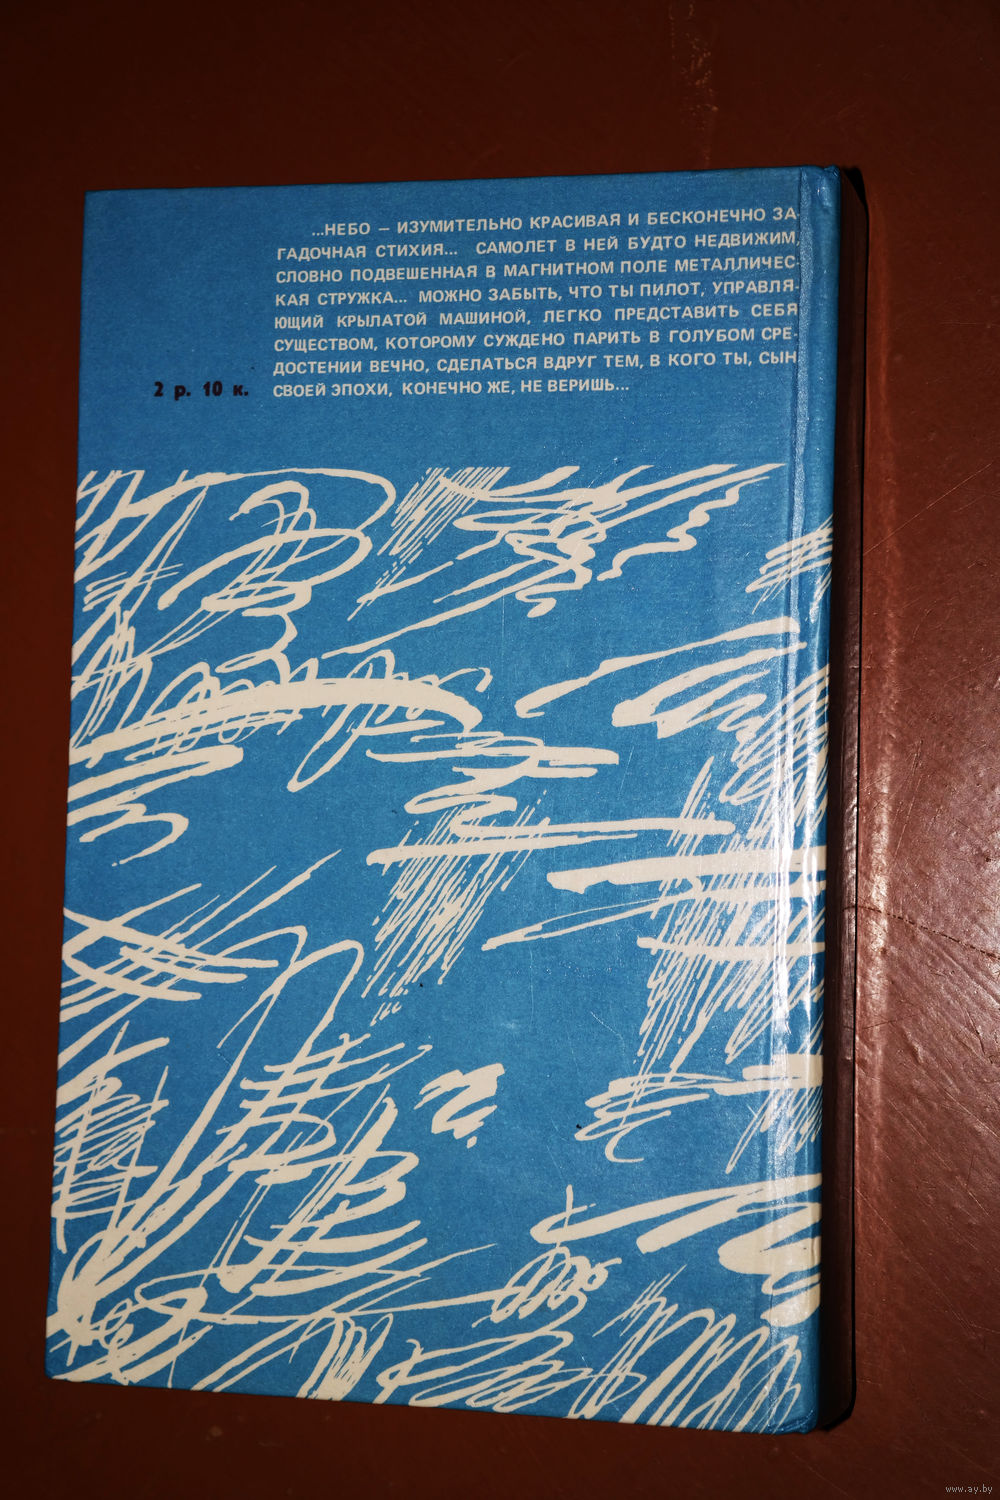 ...НЕБО — ИЗУМИТЕЛЬНО КРАСИВАЯ И БЕСКОНЕЧНО ЗА-
ГАДОЧНАЯ СТИХИЯ... САМОЛЕТ В НЕЙ БУДТО НЕДВИЖИМ,
СЛОВНО ПОДВЕШЕННАЯ В МАГНИТНОМ ПОЛЕ МЕТАЛЛИЧЕС-
КАЯ СТРУЖКА... МОЖНО ЗАБЫТЬ, ЧТО ТЫ ПИЛОТ, УПРАВЛЯ-
ЮЩИЙ КРЫЛАТОЙ МАШИНОЙ, ЛЕГКО ПРЕДСТАВИТЬ СЕБЯ
СУЩЕСТВОМ, КОТОРОМУ СУЖДЕНО ПАРИТЬ В ГОЛУБОМ СРЕ-
ДОСТЕНИИ ВЕЧНО, СДЕЛАТЬСЯ ВДРУГ ТЕМ, В КОГО ТЫ, СЫН
СВОЕЙ ЭПОХИ, КОНЕЧНО ЖЕ, НЕ ВЕРИШЬ...
2 р. 10 к.
www.ay.by